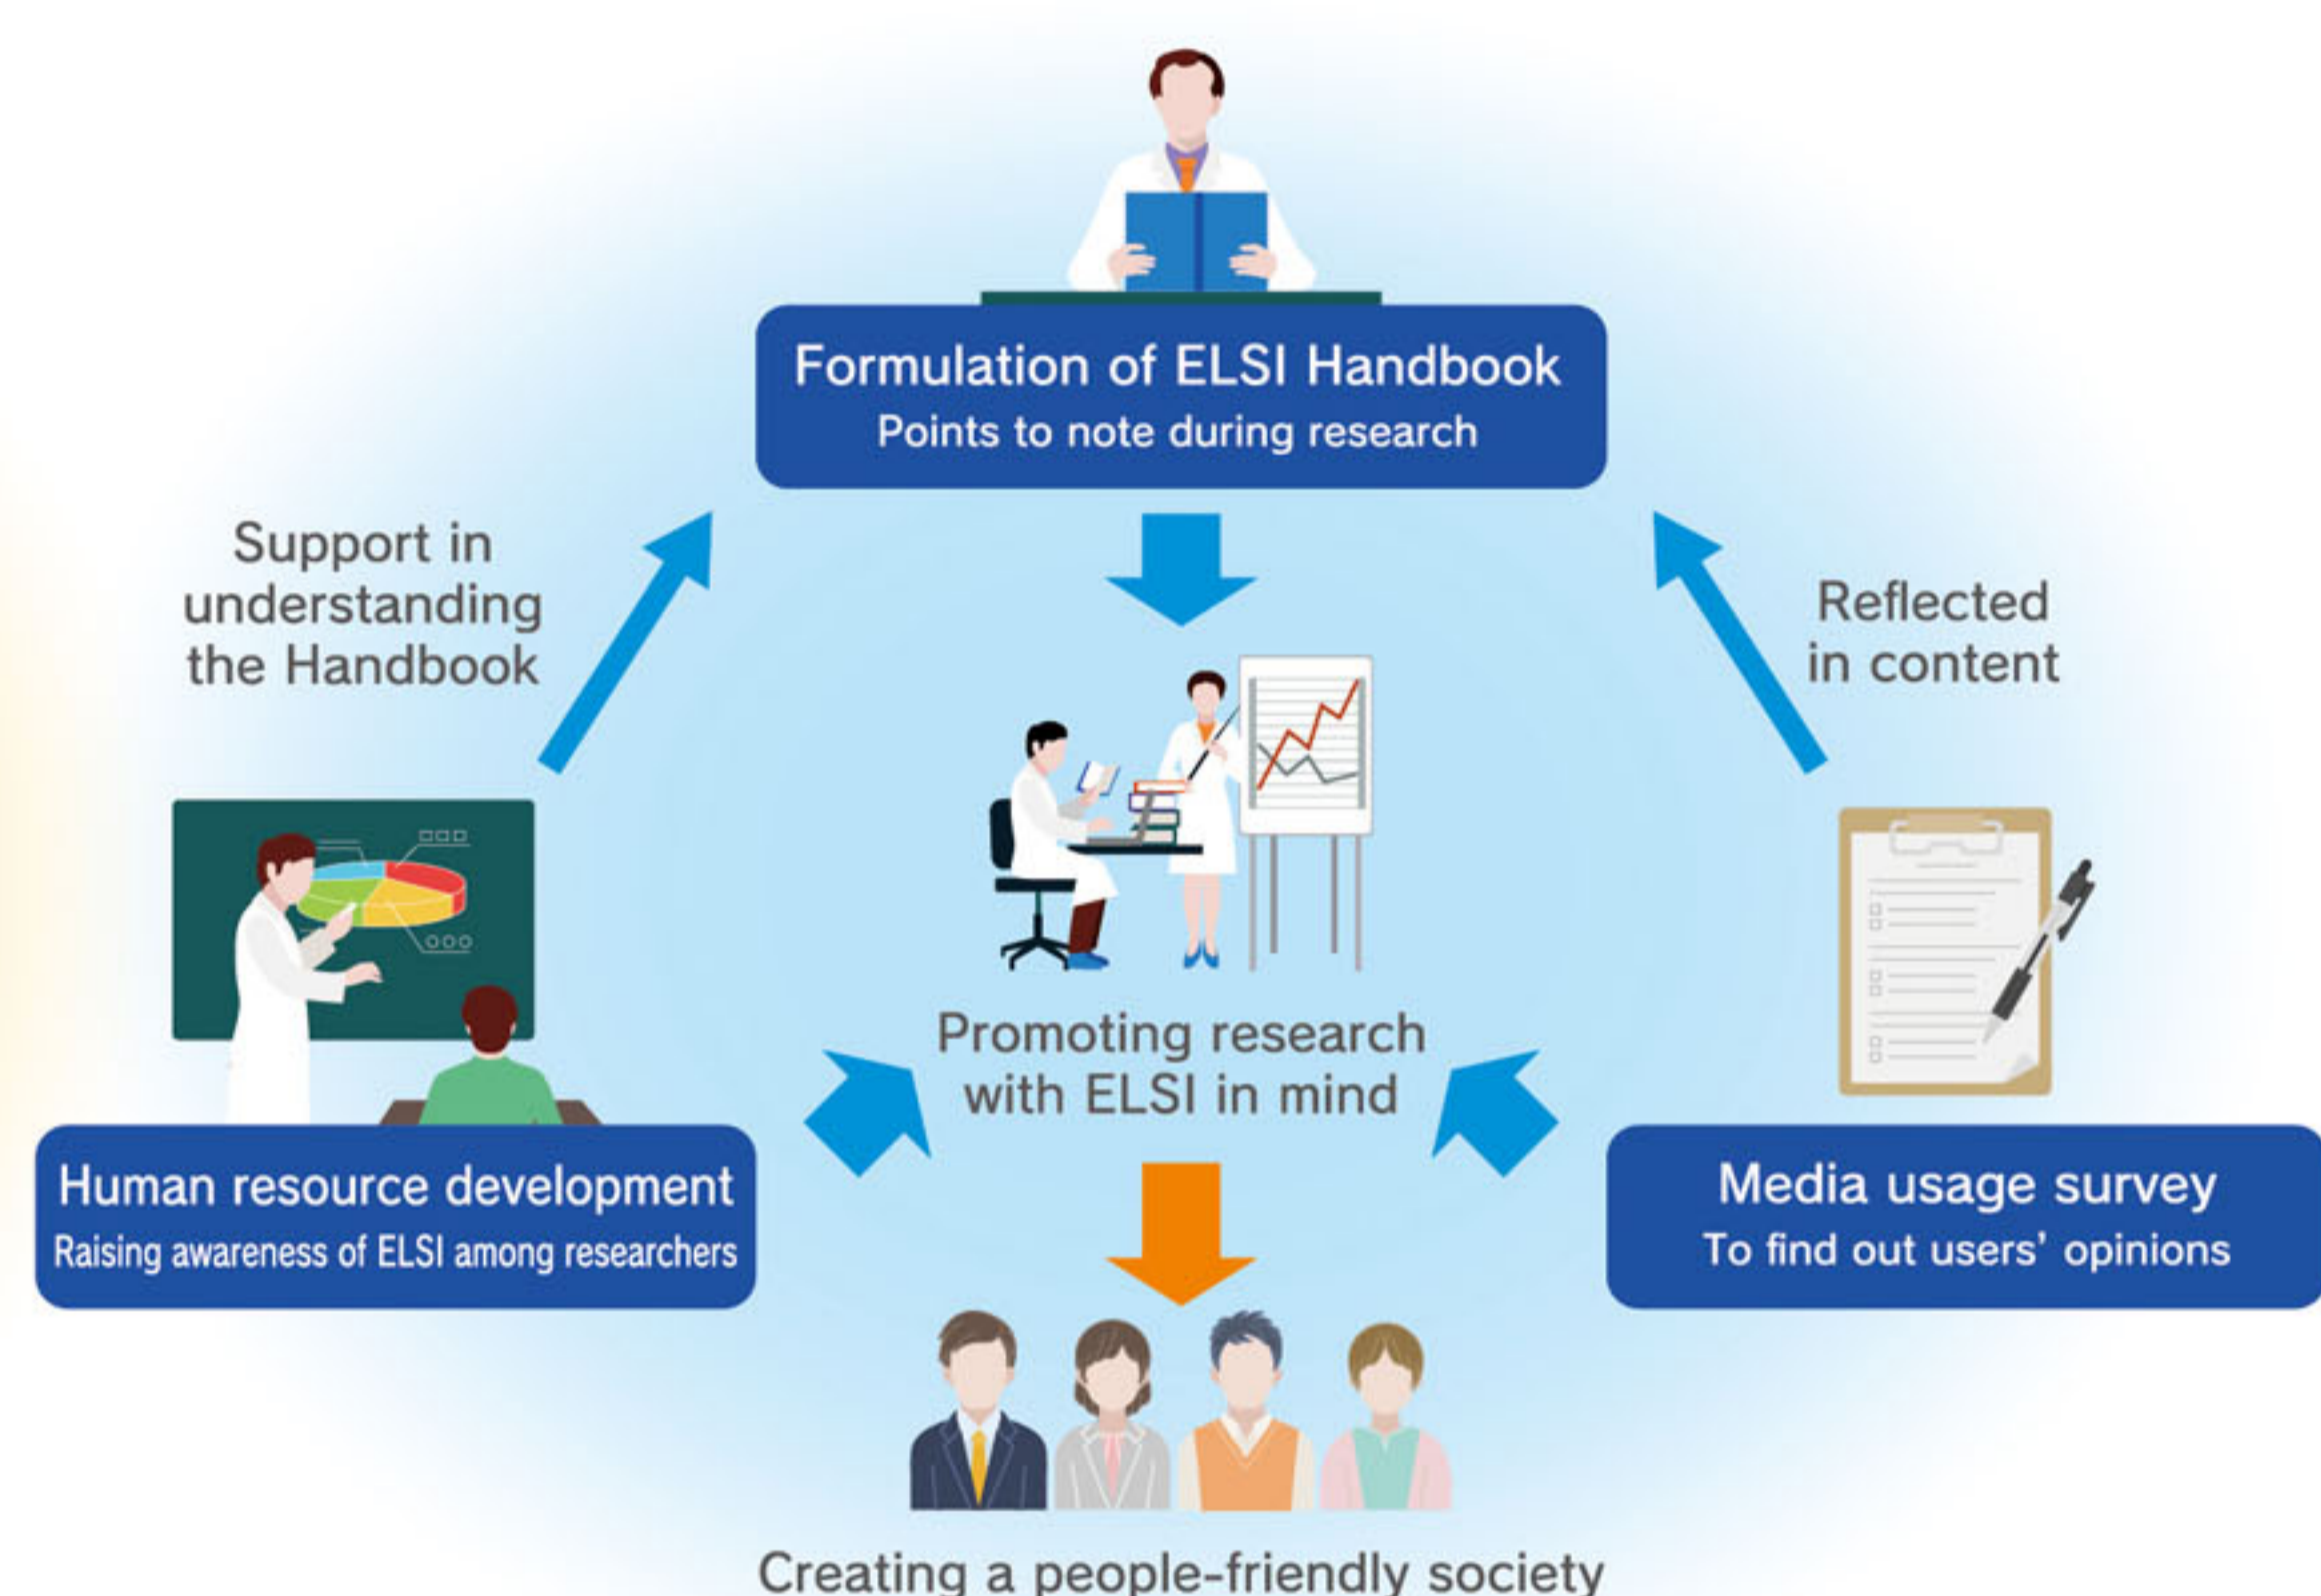 Formulation of ELSI Handbook
Points to note during research
Support in
understanding
the Handbook
Reflected
in content
Promoting research
with ELSI in mind
Human resource development
Raising awareness of ELSI among researchers
Media usage survey
To find out users' opinions
Creating a people-friendly society